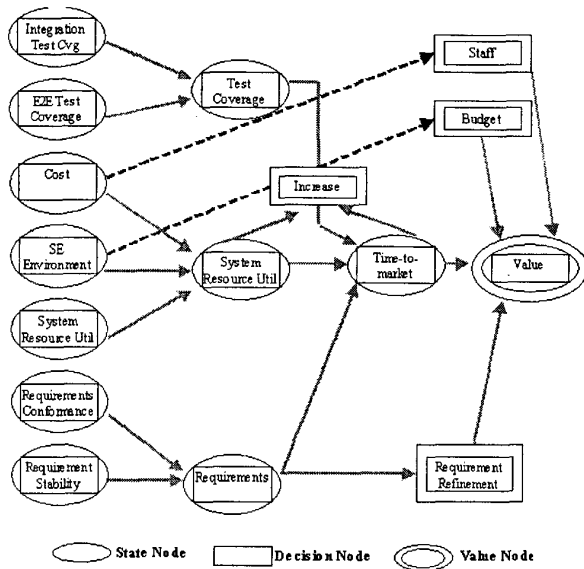 Integration
Test Cvg
Staff
Test
Coverage
E2E Test
Coverage
Budget
Cost
Increase
SE
Environment
System
Resource Util
Time-to-
market
Value
System
Resource Util
Requirements
Conformance
Requirement
Stability
Requirements
Requirement
Refinement
State Node
Decision Node
Value Node